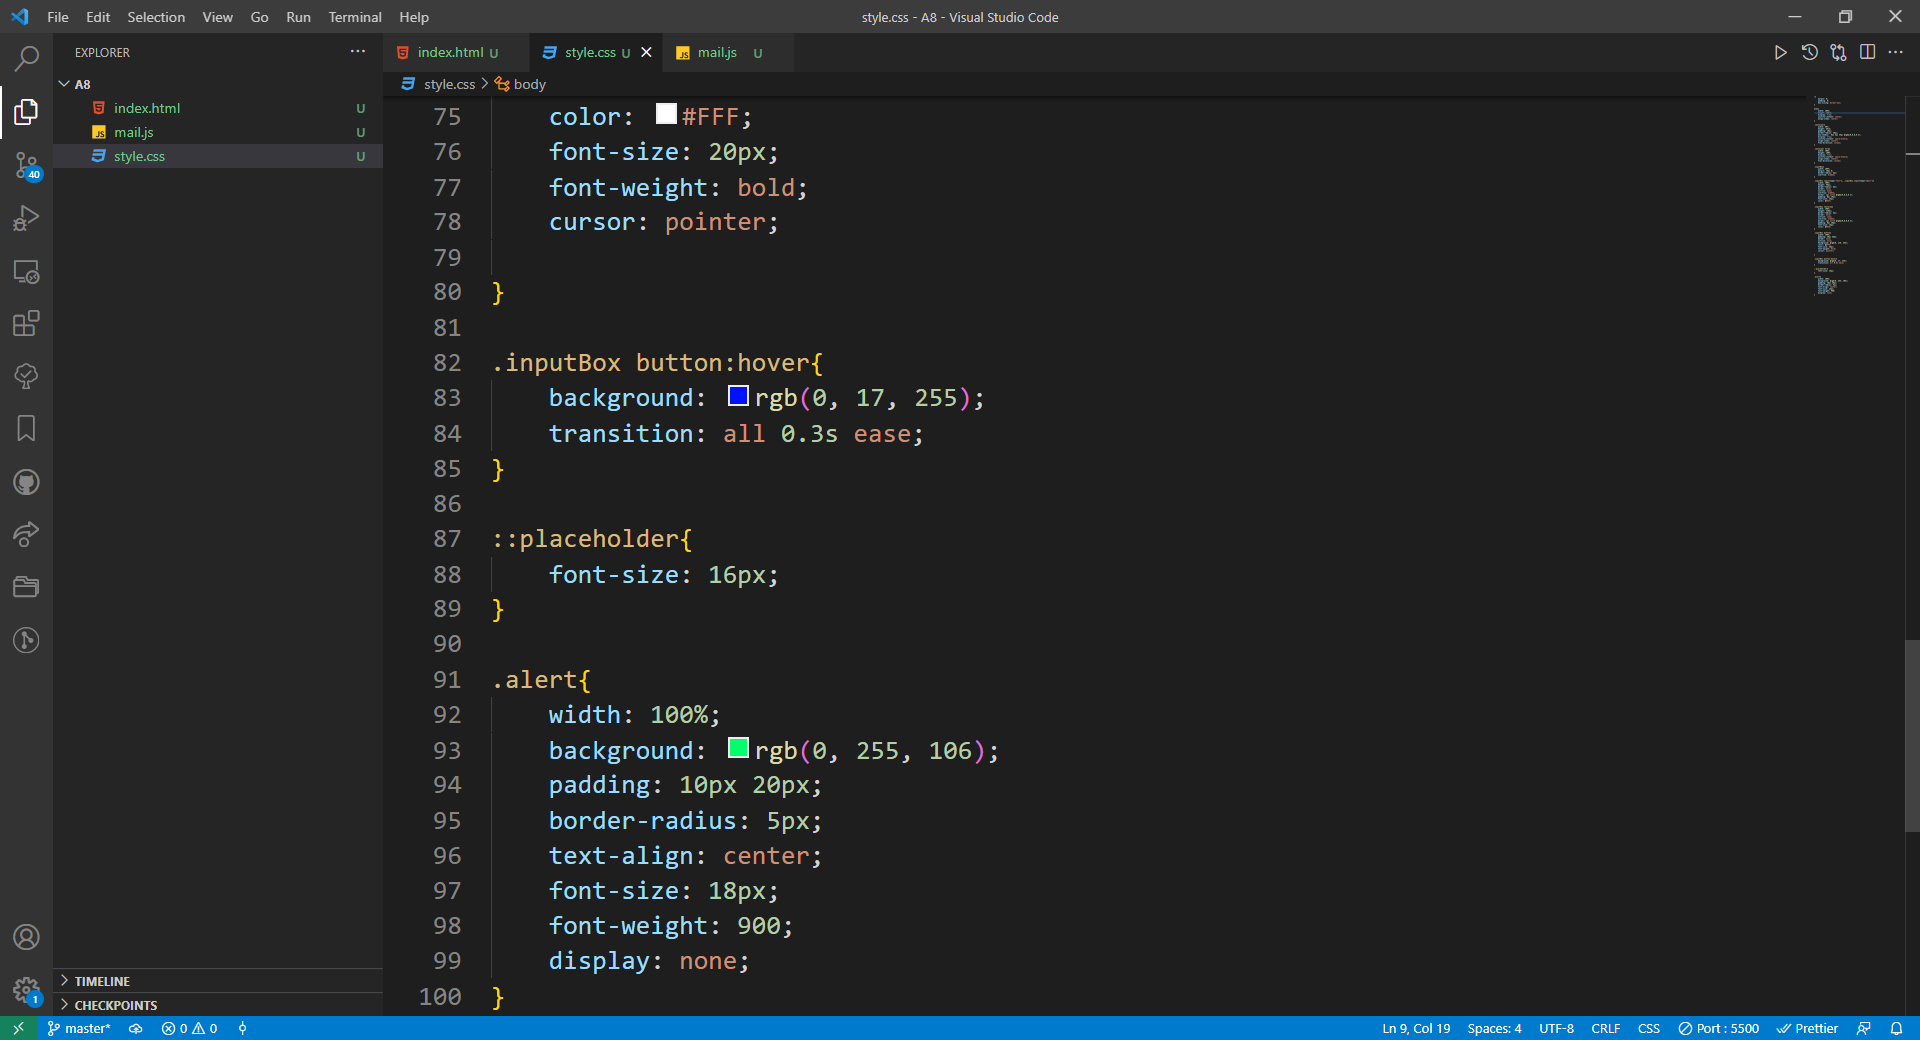 File Edit Selection View Go Run Terminal Help
style.css - A8 - Visual Studio Code
EXPLORER
A8
index.html U
mail.js U
style.css U
40
TIMELINE
CHECKPOINTS
1
index.html U
style.css U
JS mail.js U
style.css > body
75 color: #FFF;
76 font-size: 20px;
77 font-weight: bold;
78 cursor: pointer;
79
80 }
81
82 .inputBox button:hover{
83 background: rgb(0, 17, 255);
84 transition: all 0.3s ease;
85 }
86
87 ::placeholder{
88 font-size: 16px;
89 }
90
91 .alert{
92 width: 100%;
93 background: rgb(0, 255, 106);
94 padding: 10px 20px;
95 border-radius: 5px;
96 text-align: center;
97 font-size: 18px;
98 font-weight: 900;
99 display: none;
100 }
master* 0 0
Ln 9, Col 19 Spaces: 4 UTF-8 CRLF CSS Port : 5500 Prettier